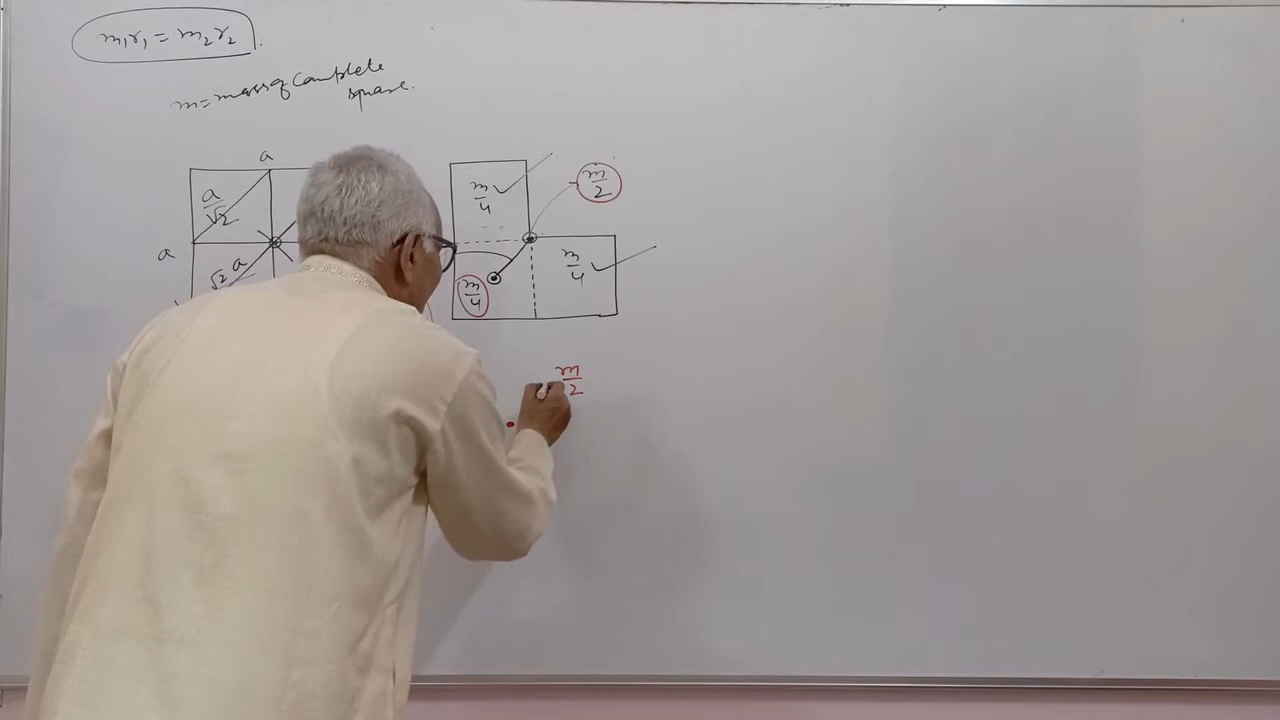 m1r1 = m2r2.
m = mass of complete
square.
a
a/√2
a
√2 a
m/4
m/2
m/4
m/4
m/2